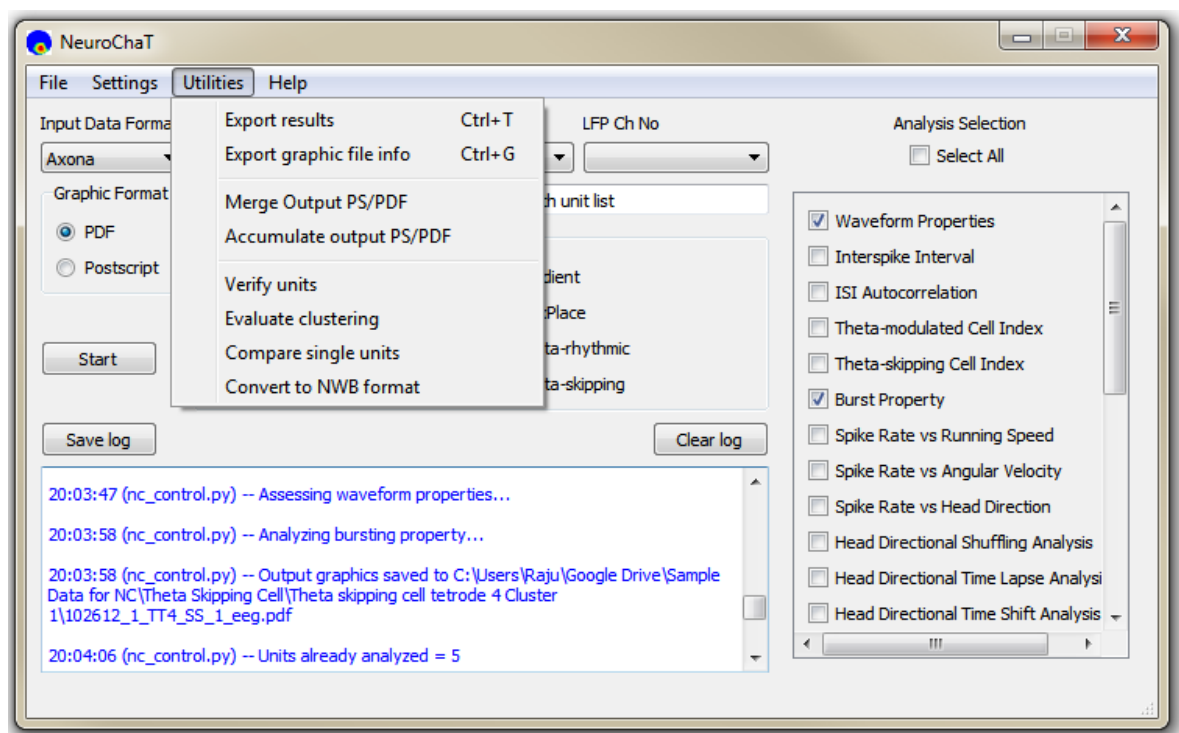 NeuroChaT
File Settings Utilities Help
Input Data Forma
LFP Ch No
Analysis Selection
Axona
Select All
Export results Ctrl+T
Export graphic file info Ctrl+G
Merge Output PS/PDF
Accumulate output PS/PDF
Verify units
Evaluate clustering
Compare single units
Convert to NWB format
Graphic Format
PDF
Postscript
unit list
Place
Start
Save log
Clear log
20:03:47 (nc_control.py) -- Assessing waveform properties...
20:03:58 (nc_control.py) -- Analyzing bursting property...
20:03:58 (nc_control.py) -- Output graphics saved to C:\Users\Raju\Google Drive\Sample
Data for NC\Theta Skipping Cell\Theta skipping cell tetrode 4 Cluster
1\102612_1_TT4_SS_1_eeg.pdf
20:04:06 (nc_control.py) -- Units already analyzed = 5
Waveform Properties
Interspike Interval
ISI Autocorrelation
Theta-modulated Cell Index
Theta-skipping Cell Index
Burst Property
Spike Rate vs Running Speed
Spike Rate vs Angular Velocity
Spike Rate vs Head Direction
Head Directional Shuffling Analysis
Head Directional Time Lapse Analysi
Head Directional Time Shift Analysis